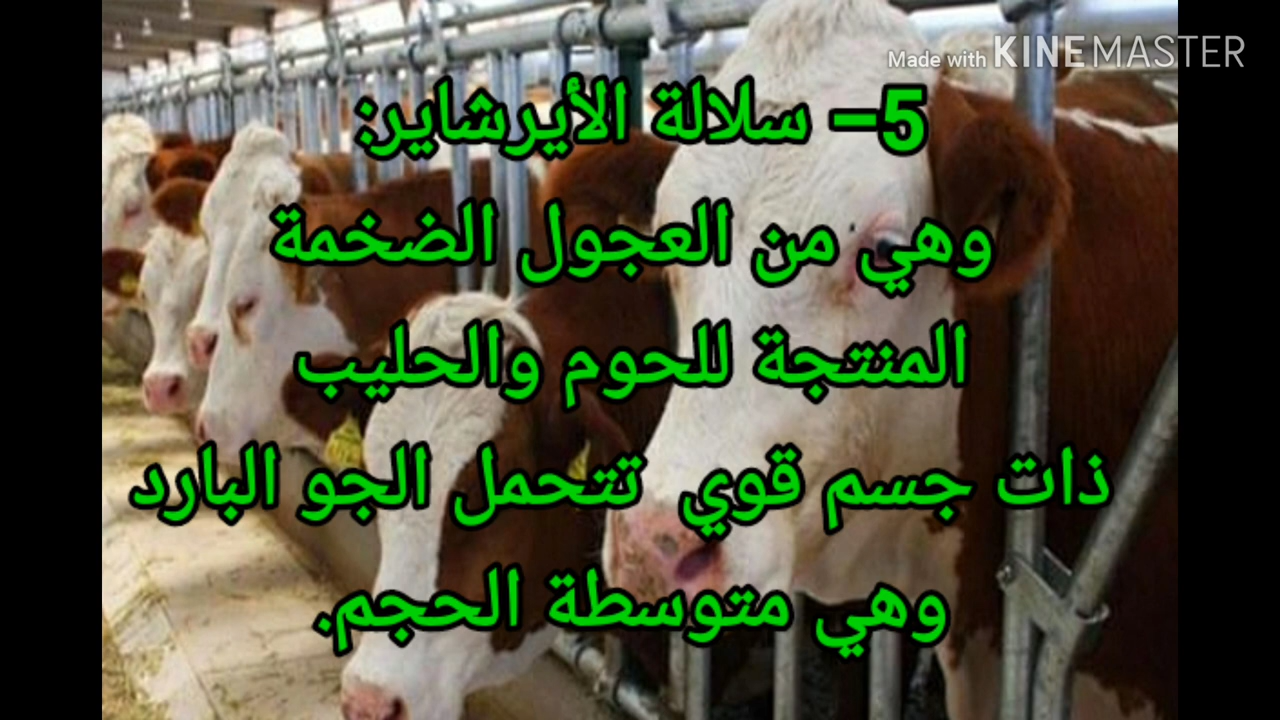 Made with KINEMASTER
5– سلالة الأيرشاير:
وهي من العجول الضخمة
المنتجة للحوم والحليب
ذات جسم قوي تتحمل الجو البارد
وهي متوسطة الحجم.